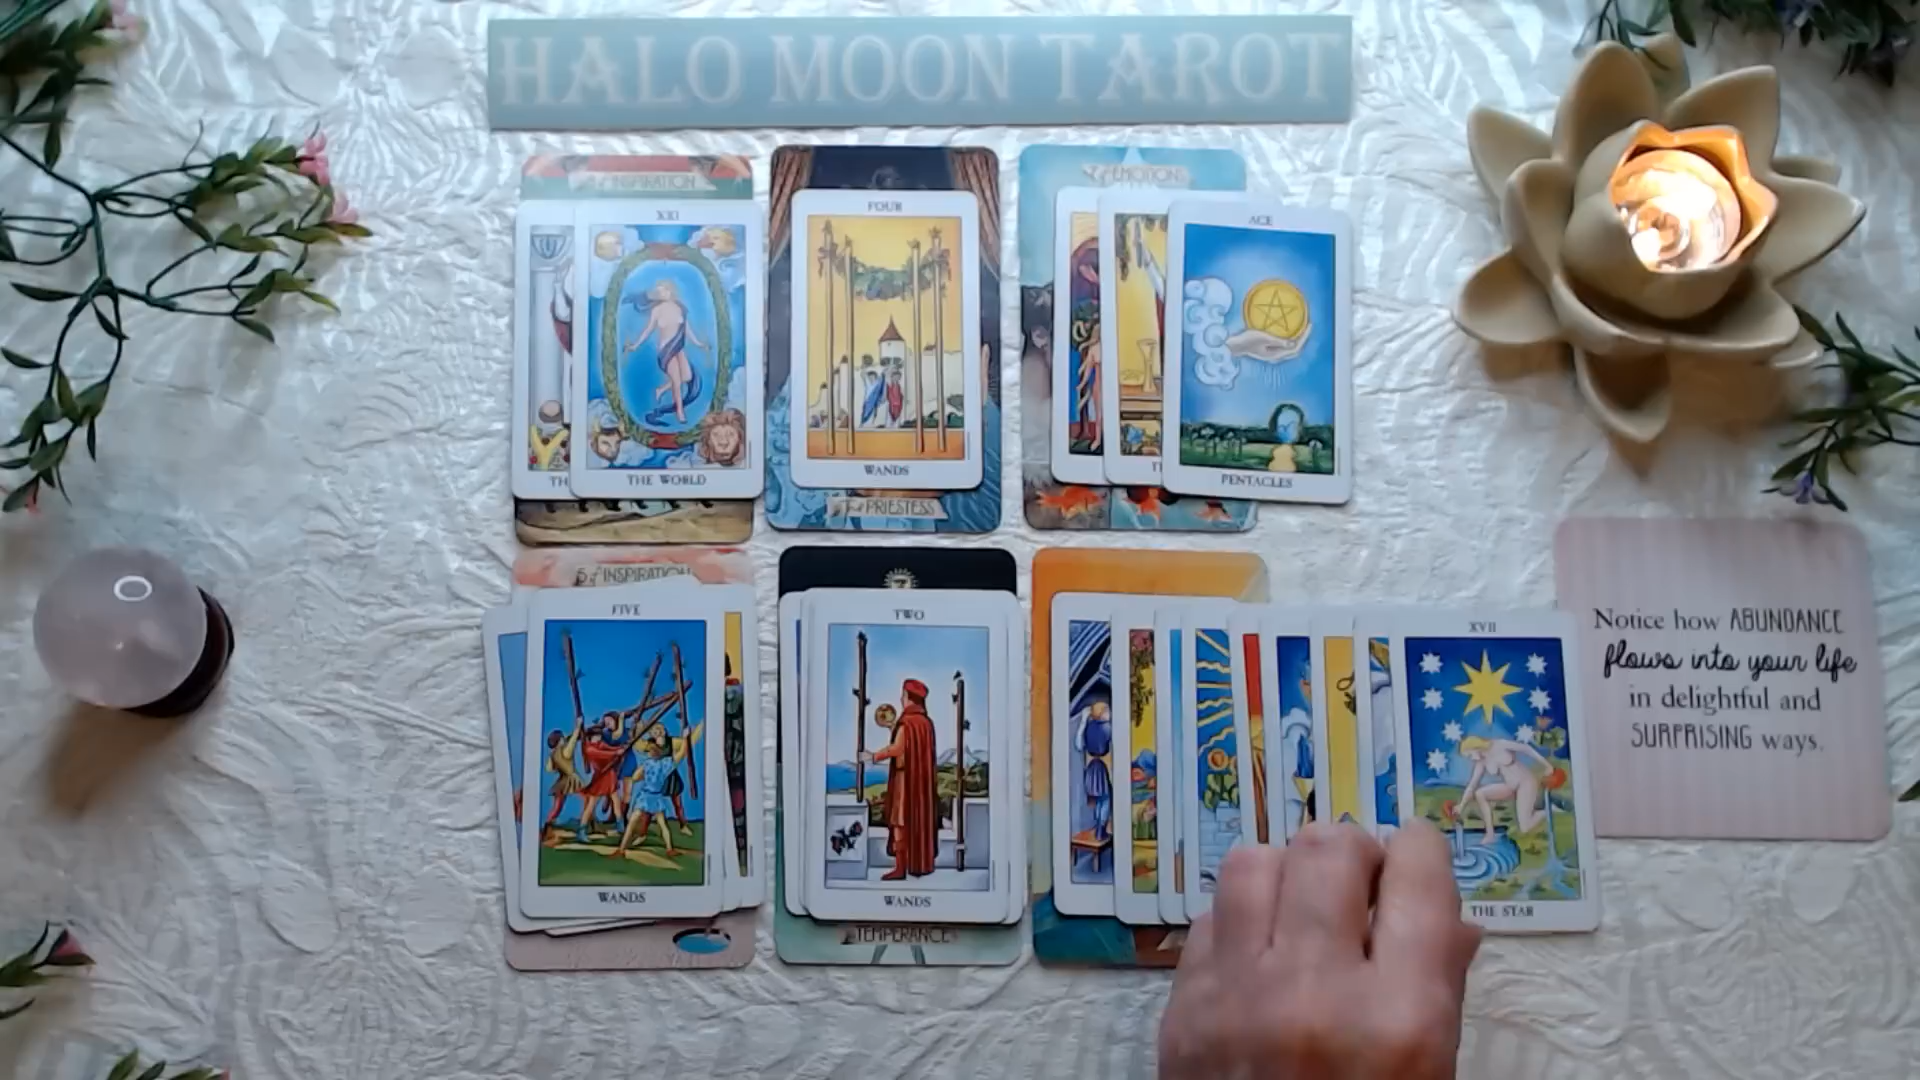 HALO MOON TAROT
INSPIRATION
XXI
THE WORLD
FOUR
WANDS
PRIESTESS
EMOTIONS
ACE
PENTACLES
5 of INSPIRATION
FIVE
WANDS
TWO
WANDS
TEMPERANCE
XVII
THE STAR
Notice how ABUNDANCE
flows into your life
in delightful and
SURPRISING ways.